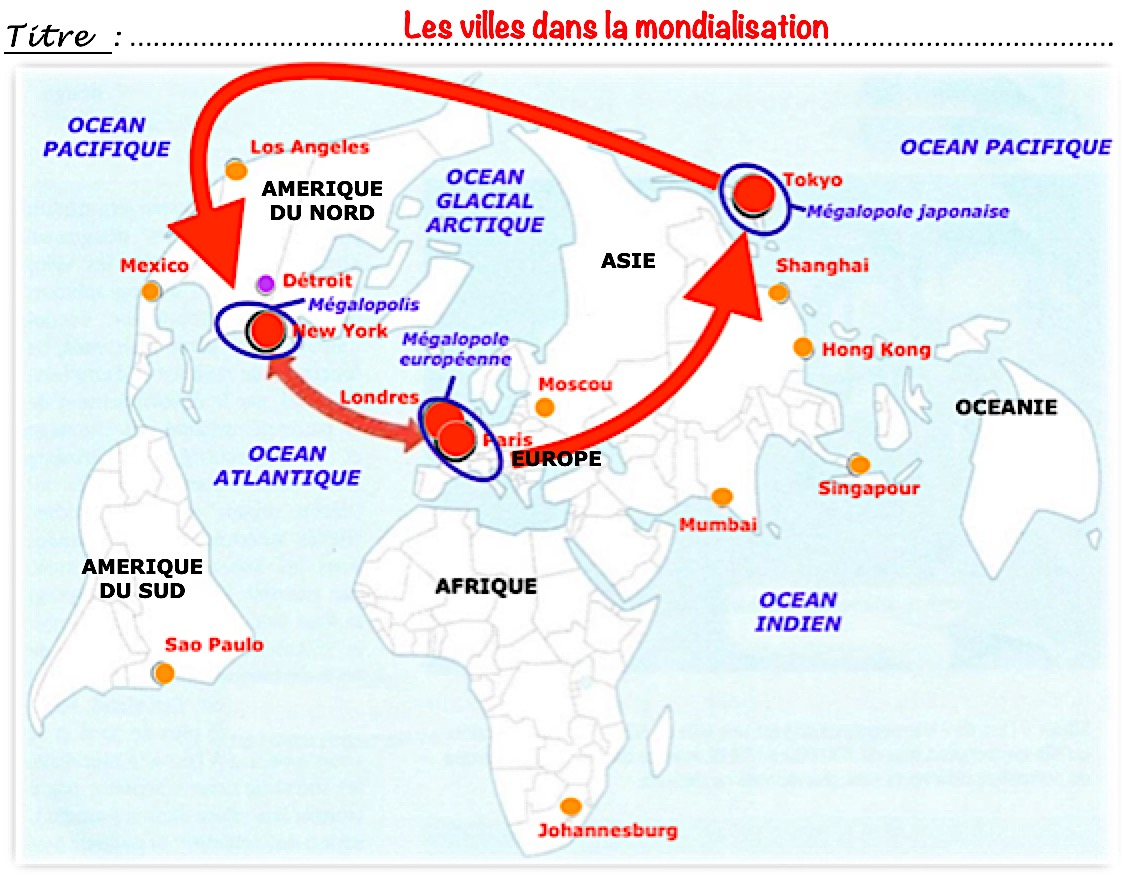 Titre : Les villes dans la mondialisation
OCEAN
PACIFIQUE
Los Angeles
OCEAN PACIFIQUE
AMERIQUE
DU NORD
OCEAN
GLACIAL
ARCTIQUE
Tokyo
Mégalopole japonaise
Mexico
Détroit
ASIE
Shanghai
Mégalopolis
New York
Mégalopole
européenne
Hong Kong
Londres
Moscou
OCEANIE
Paris
EUROPE
OCEAN
ATLANTIQUE
Singapour
Mumbai
AMERIQUE
DU SUD
AFRIQUE
OCEAN
INDIEN
Sao Paulo
Johannesburg